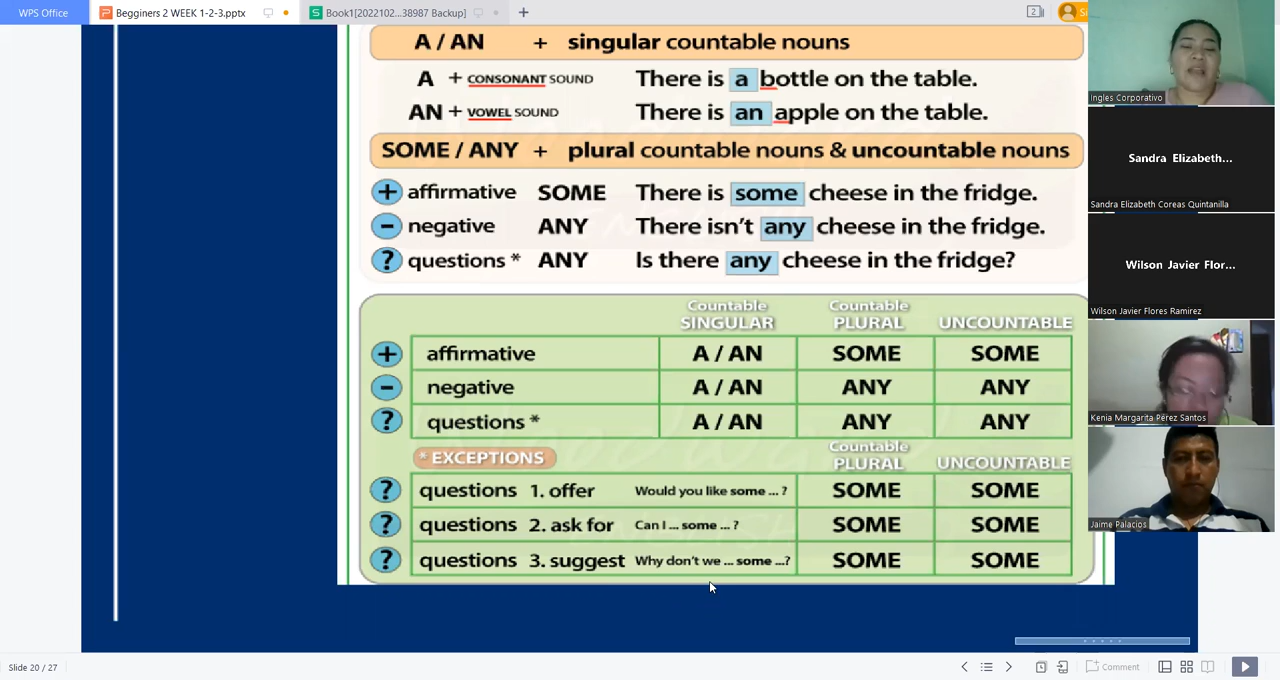 WPS Office
Begginers 2 WEEK 1-2-3.pptx
Book1[2022102...38987 Backup]
2
A / AN + singular countable nouns
A + CONSONANT SOUND There is a bottle on the table.
AN + VOWEL SOUND There is an apple on the table.
SOME / ANY + plural countable nouns & uncountable nouns
+ affirmative SOME There is some cheese in the fridge.
- negative ANY There isn't any cheese in the fridge.
? questions * ANY Is there any cheese in the fridge?
Countable SINGULAR Countable PLURAL UNCOUNTABLE
+ affirmative A / AN SOME SOME
- negative A / AN ANY ANY
? questions * A / AN ANY ANY
* EXCEPTIONS Countable PLURAL UNCOUNTABLE
? questions 1. offer Would you like some ... ? SOME SOME
? questions 2. ask for Can I ... some ... ? SOME SOME
? questions 3. suggest Why don't we ... some ...? SOME SOME
Ingles Corporativo
Sandra Elizabeth...
Sandra Elizabeth Coreas Quintanilla
Wilson Javier Flor...
Wilson Javier Flores Ramirez
Kenia Margarita Pérez Santos
Jaime Palacios
Slide 20 / 27
Comment